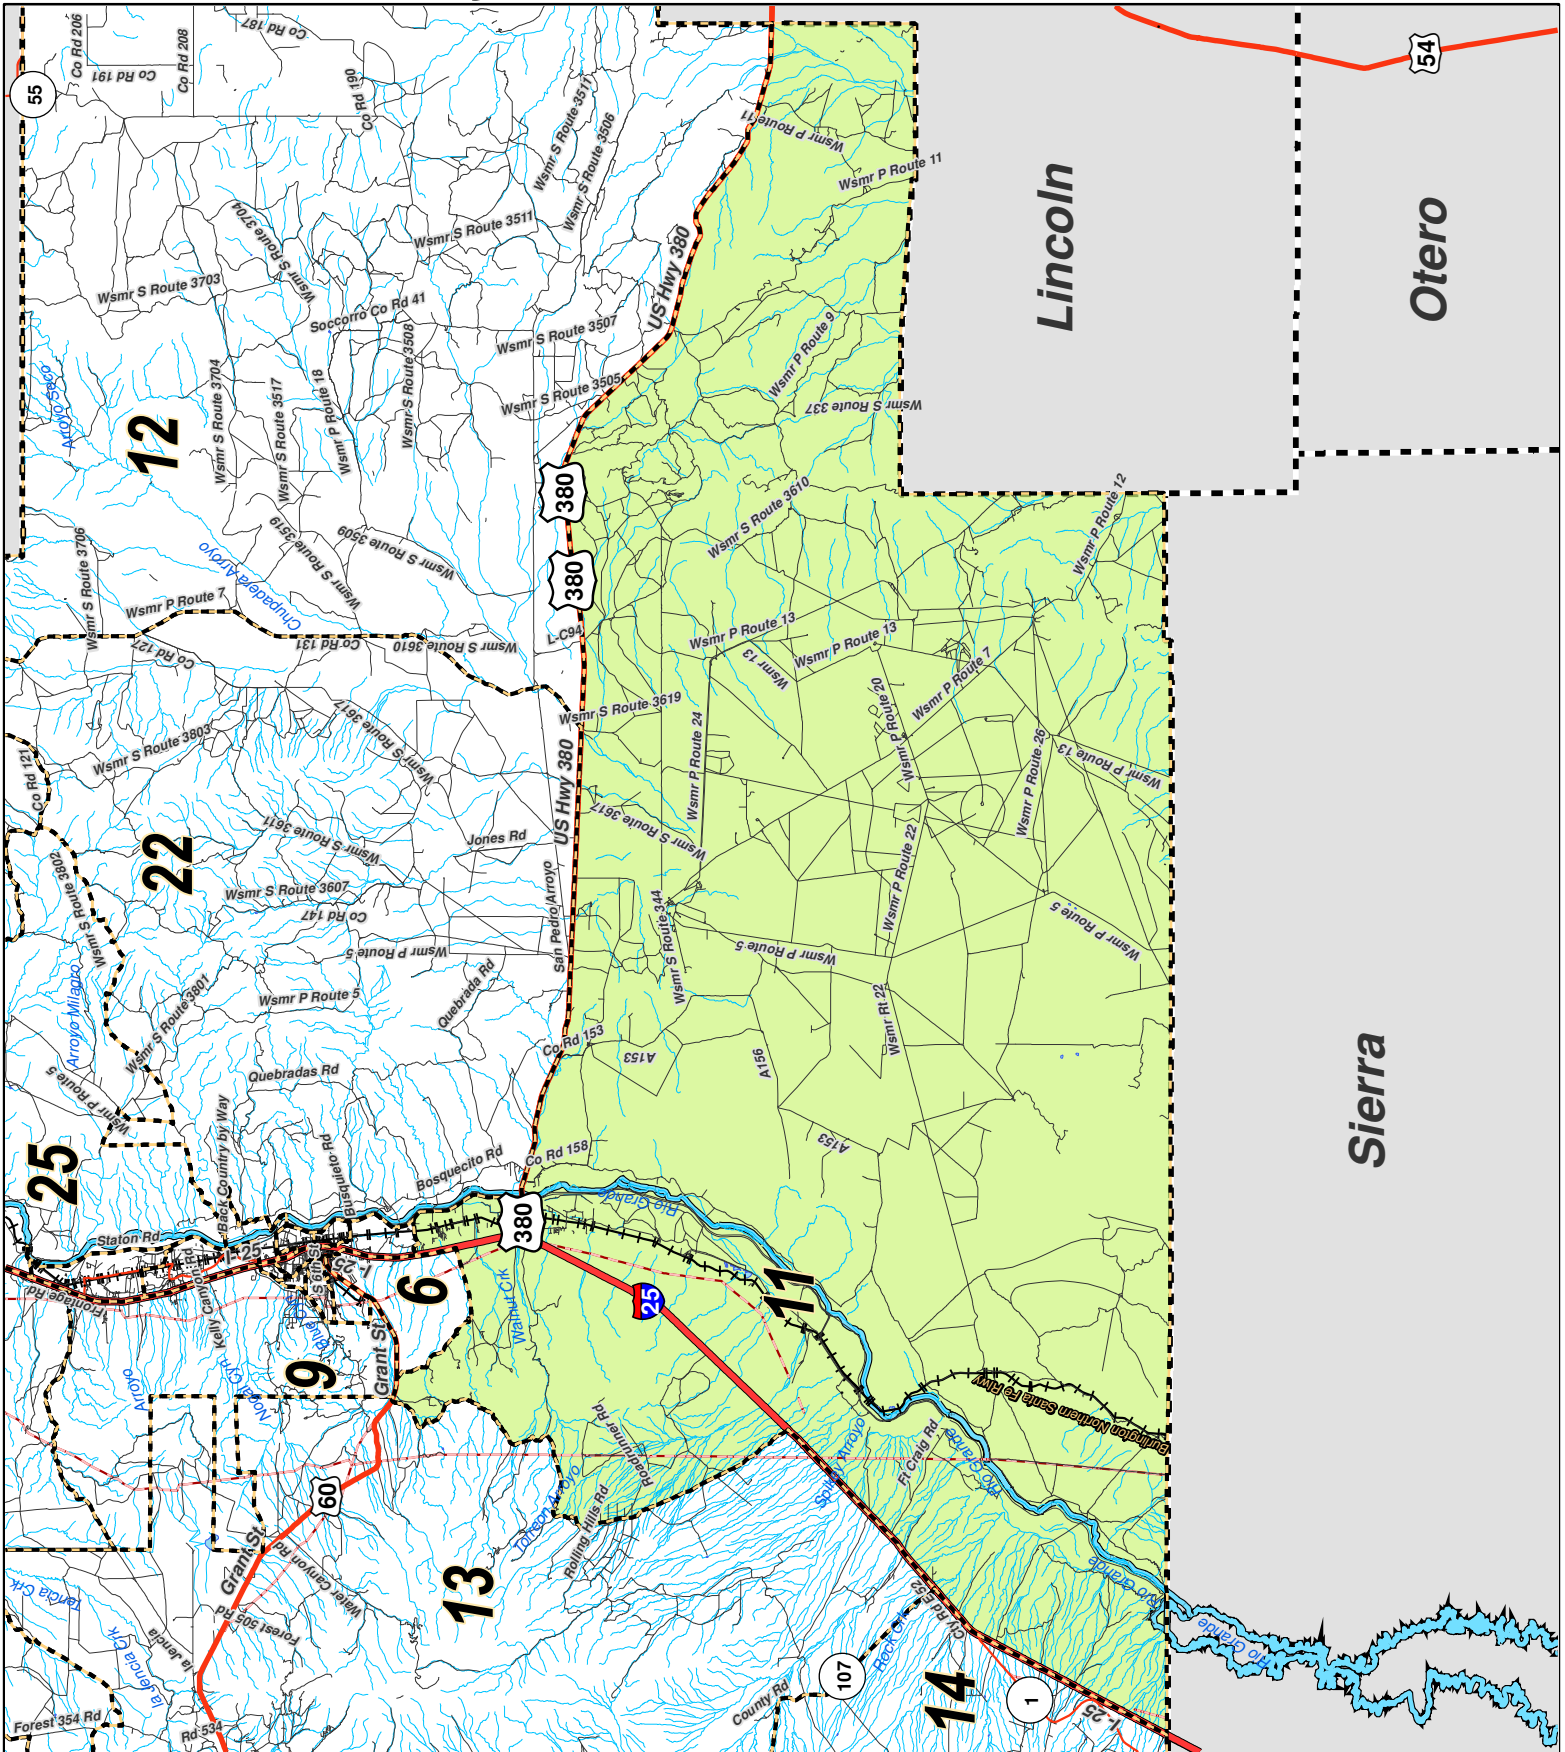 55
Co Rd 206
Co Rd 191
Co Rd 208
Co Rd 187
Co Rd 190
Wsmr S Route 3511
Wsmr S Route 3506
Wsmr P Route 11
Wsmr P Route 11
54
Lincoln
Otero
Wsmr S Route 3704
Wsmr S Route 3703
Wsmr S Route 3511
Soccorro Co Rd 41
US Hwy 380
Wsmr S Route 3507
Wsmr S Route 3508
Wsmr S Route 3505
Wsmr P Route 9
Wsmr S Route 337
Arroyo Seco
12
Wsmr S Route 3704
Wsmr S Route 3517
Wsmr P Route 18
380
380
Wsmr S Route 3706
Chupadera Arroyo
Wsmr S Route 3519
Wsmr S Route 3509
Wsmr S Route 3610
Wsmr P Route 12
Wsmr P Route 7
Co Rd 127
Co Rd 131
Wsmr S Route 3610
L-C94
Wsmr P Route 13
Wsmr 13
Wsmr P Route 13
Wsmr P Route 7
Wsmr P Route 20
Co Rd 121
Wsmr S Route 3803
Wsmr S Route 3617
Wsmr S Route 3619
Wsmr P Route 24
Wsmr P Route 26
Wsmr P Route 13
US Hwy 380
22
Wsmr S Route 3802
Wsmr S Route 3611
Jones Rd
Wsmr S Route 3617
Wsmr S Route 3607
Co Rd 147
San Pedro Arroyo
Wsmr P Route 22
Wsmr S Route 344
Wsmr P Route 5
Wsmr P Route 5
Wsmr P Route 5
Arroyo Milagro
Wsmr S Route 3801
Wsmr P Route 5
Quebrada Rd
Wsmr Rt 22
Co Rd 153
A153
A156
A153
Wsmr P Route 5
Quebradas Rd
Sierra
25
Back Country by Way
Busquieto Rd
Bosquecito Rd
Co Rd 158
Rio Grande
Staton Rd
I-25
S 6th St
I-25
380
6
25
11
Frontage Rd
Kelly Canyon Rd
Walnut Crk
Grant St
9
Arroyo
Nogal Cyn
Burlington Northern Santa Fe Rlwy
Roadrunner Rd
Ft Craig Rd
Rio Grande
60
Torreon Arroyo
Rolling Hills Rd
Grant St
Water Canyon Rd
13
Rio Grande
Rio Grande
Cty Rd E52
Rock Crk
Forest 505 Rd
la Jencia
la Jencia Crk
107
County Rd
14
1
I-25
Forest 354 Rd
Rd 534